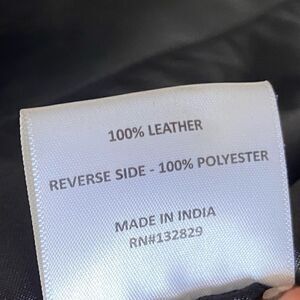 100% LEATHER
REVERSE SIDE - 100% POLYESTER
MADE IN INDIA
RN#132829